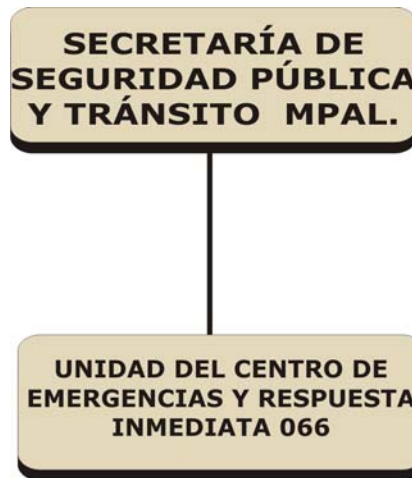 SECRETARÍA DE
SEGURIDAD PÚBLICA
Y TRÁNSITO MPAL.
UNIDAD DEL CENTRO DE
EMERGENCIAS Y RESPUESTA
INMEDIATA 066